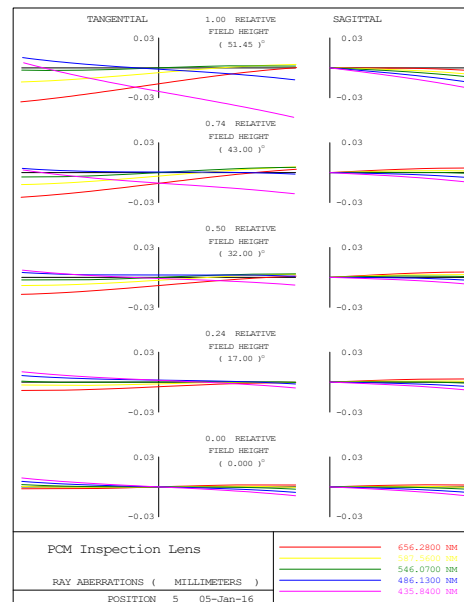 TANGENTIAL 1.00 RELATIVE SAGITTAL
FIELD HEIGHT
0.03 ( 51.45 )° 0.03
-0.03 -0.03
0.74 RELATIVE
FIELD HEIGHT
0.03 ( 43.00 )° 0.03
-0.03 -0.03
0.50 RELATIVE
FIELD HEIGHT
0.03 ( 32.00 )° 0.03
-0.03 -0.03
0.24 RELATIVE
FIELD HEIGHT
0.03 ( 17.00 )° 0.03
-0.03 -0.03
0.00 RELATIVE
FIELD HEIGHT
0.03 ( 0.000 )° 0.03
-0.03 -0.03
PCM Inspection Lens
RAY ABERRATIONS ( MILLIMETERS )
POSITION 5 05-Jan-16
656.2800 NM
NM
546.0700 NM
486.1300 NM
435.8400 NM